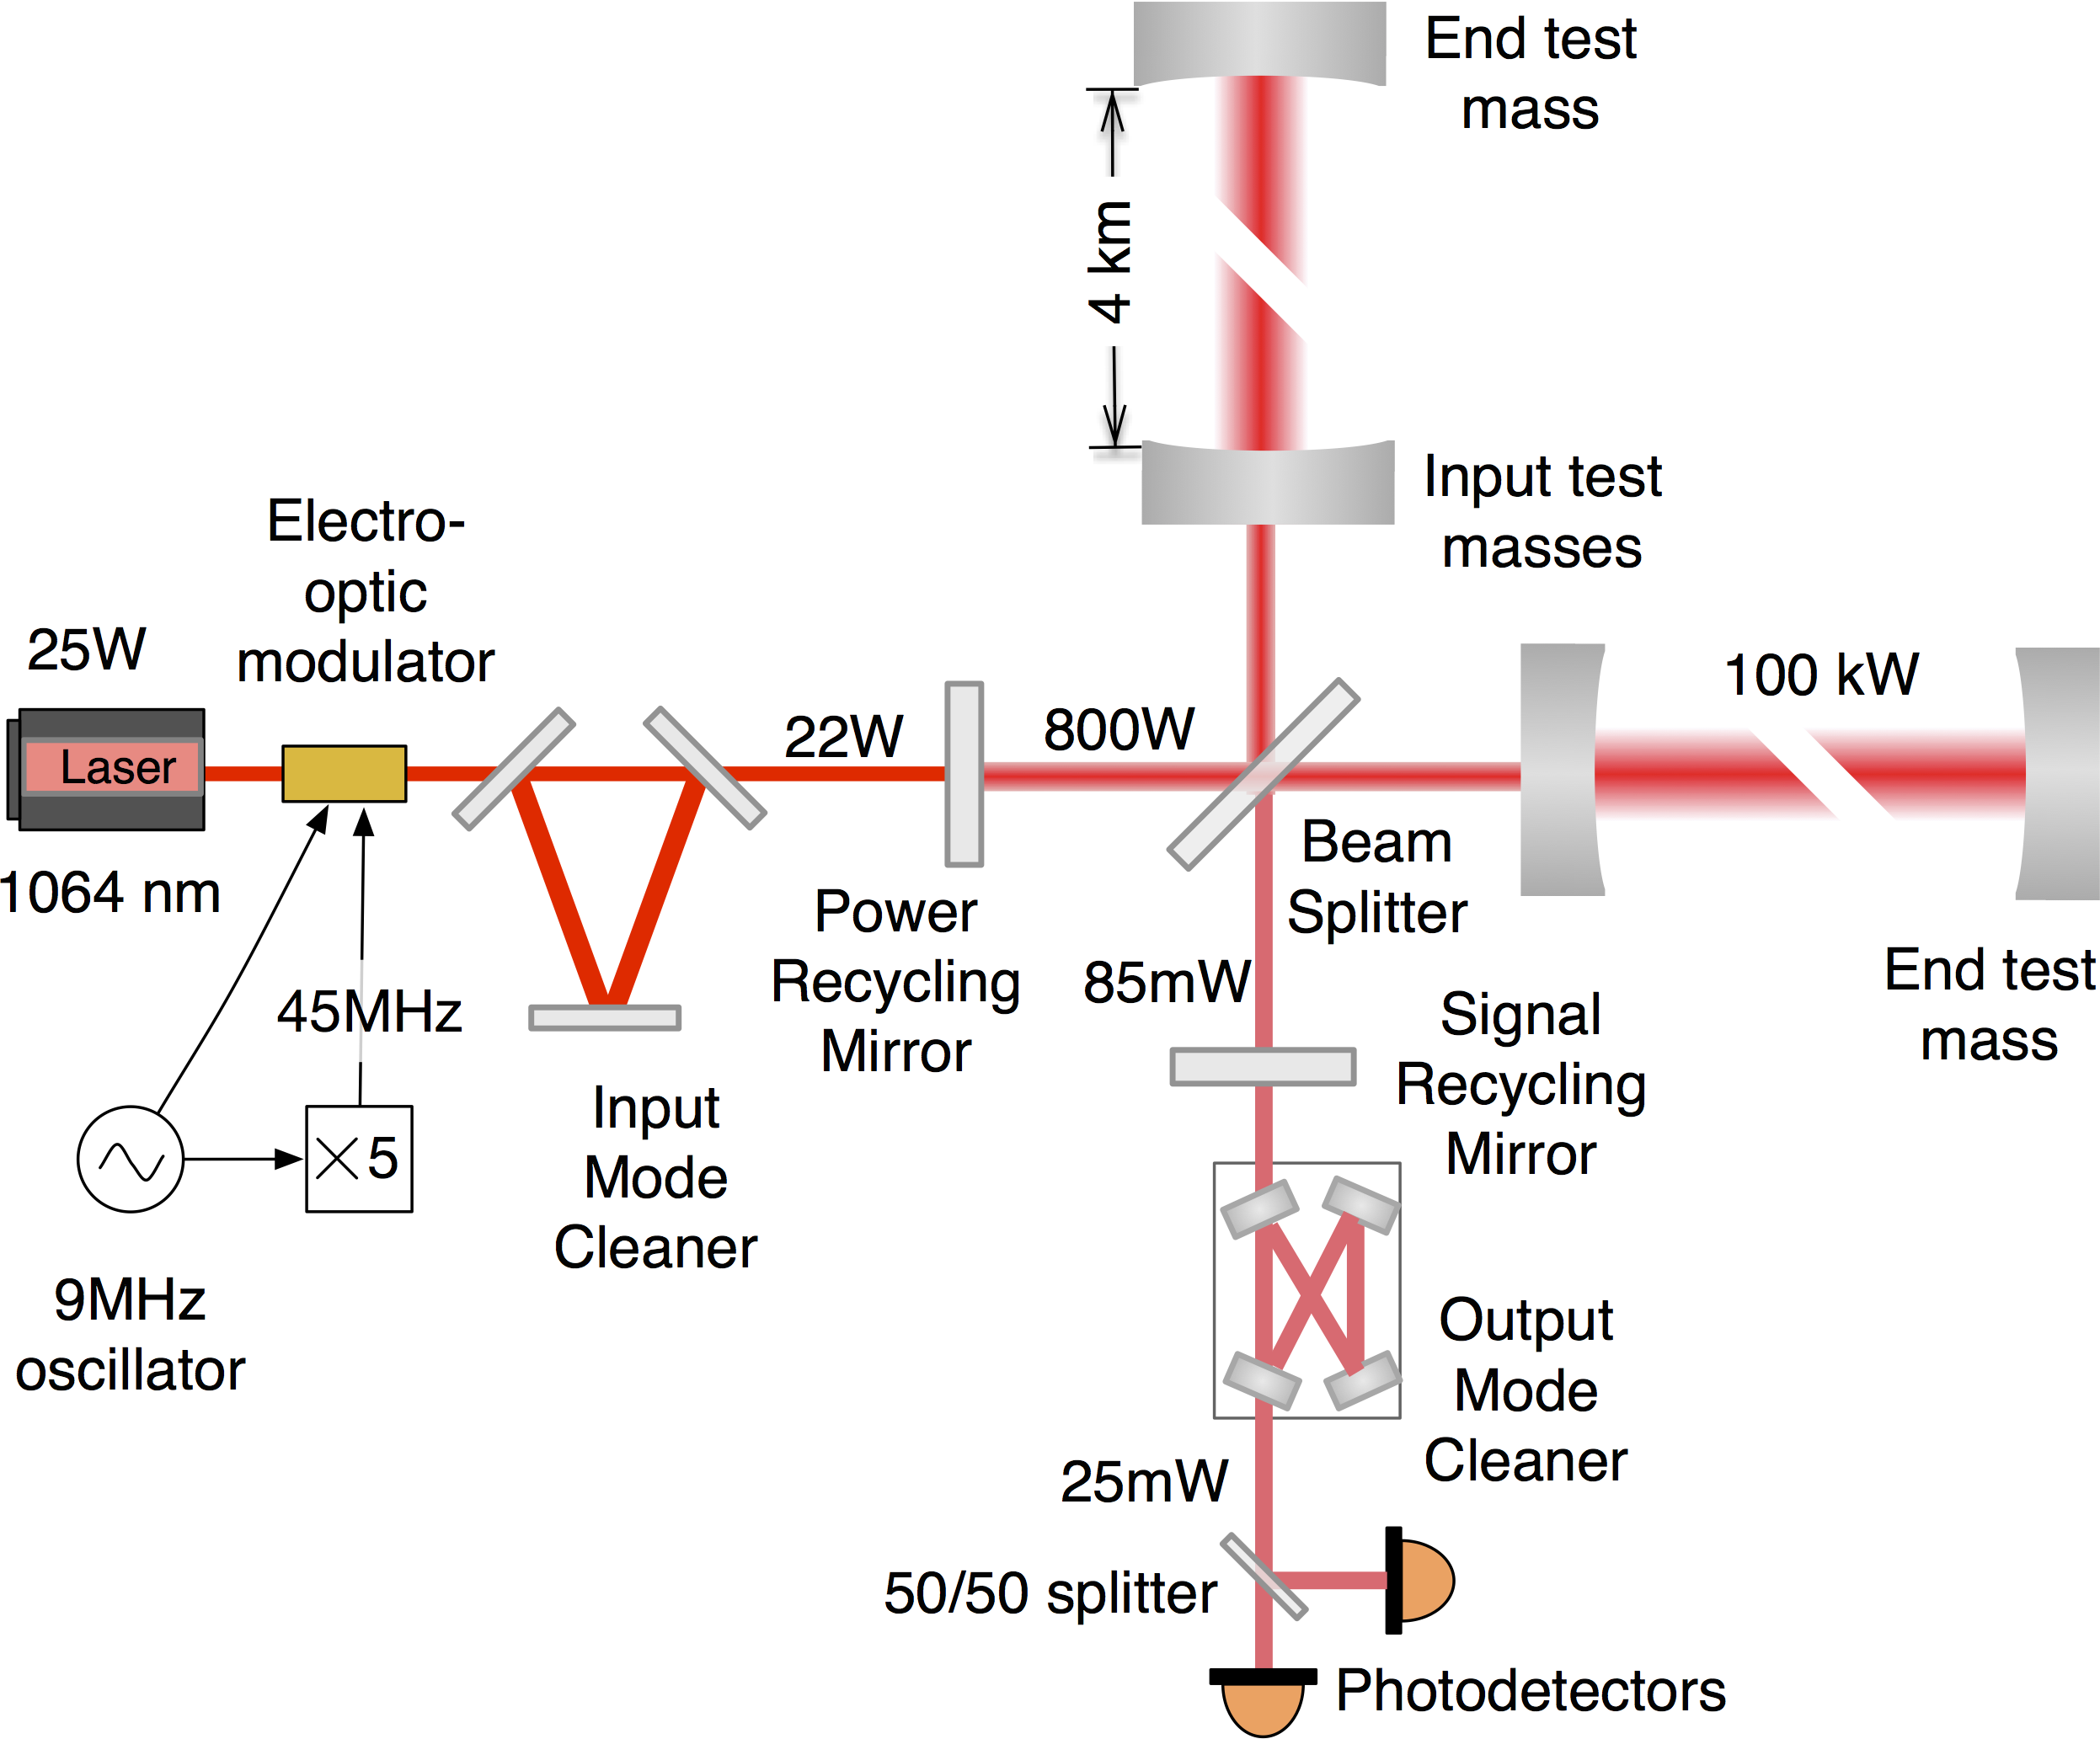 End test
mass
4 km
Input test
masses
Electro-
optic
modulator
25W
Laser
1064 nm
45MHz
×5
9MHz
oscillator
Input
Mode
Cleaner
22W
Power
Recycling
Mirror
800W
Beam
Splitter
100 kW
End test
mass
85mW
Signal
Recycling
Mirror
Output
Mode
Cleaner
25mW
50/50 splitter
Photodetectors